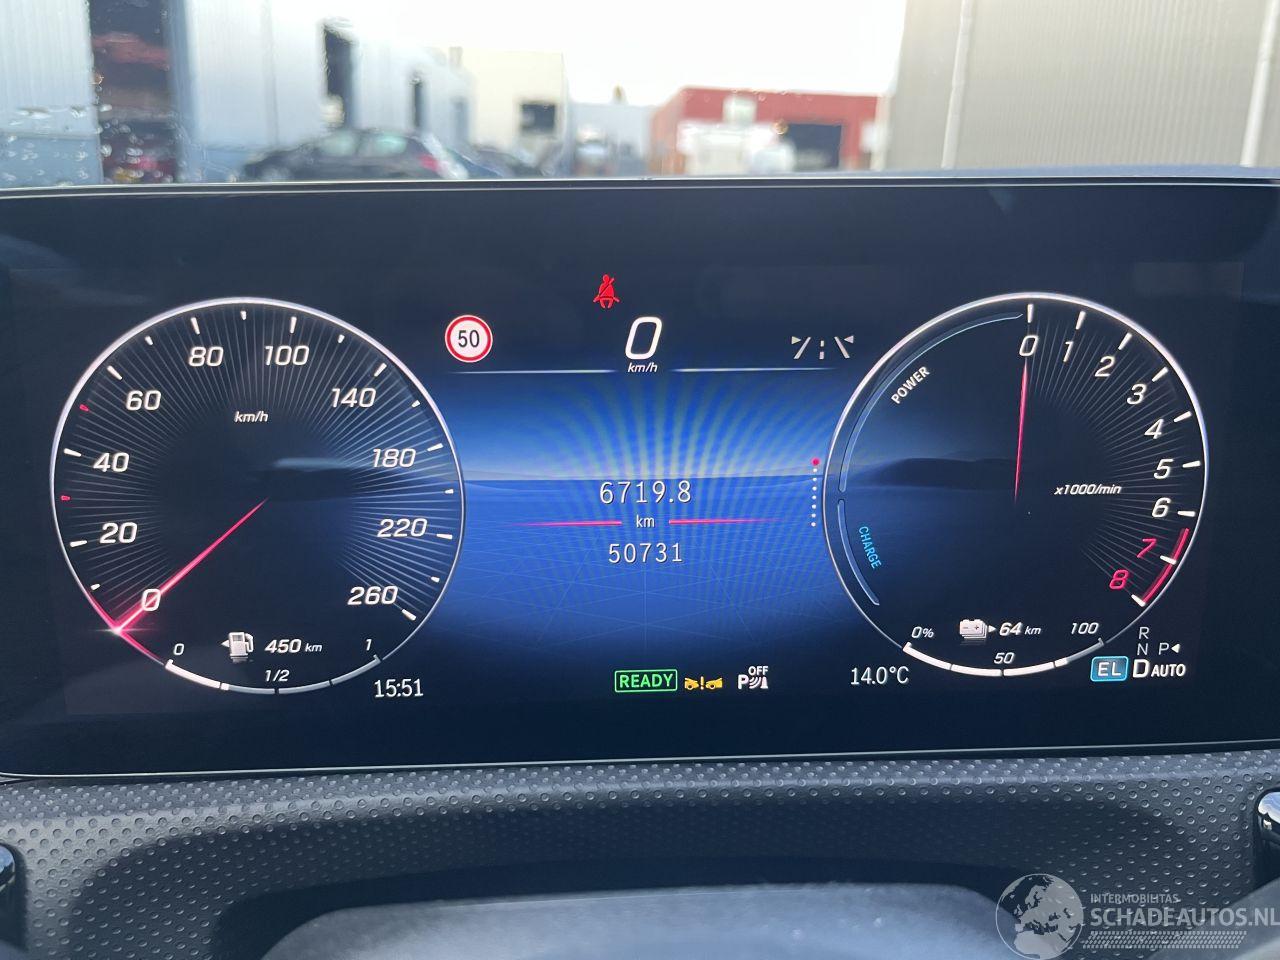 50
0
km/h
0
20
40
60
80
100
140
180
220
260
km/h
0
1/2
1
450 km
15:51
6719.8
km
50731
READY
P OFF
14.0°C
POWER
CHARGE
0
1
2
3
4
5
6
7
8
x1000/min
0%
50
100
64 km
R
N P
EL D AUTO
INTERMOBILITAS
SCHADEAUTOS.NL